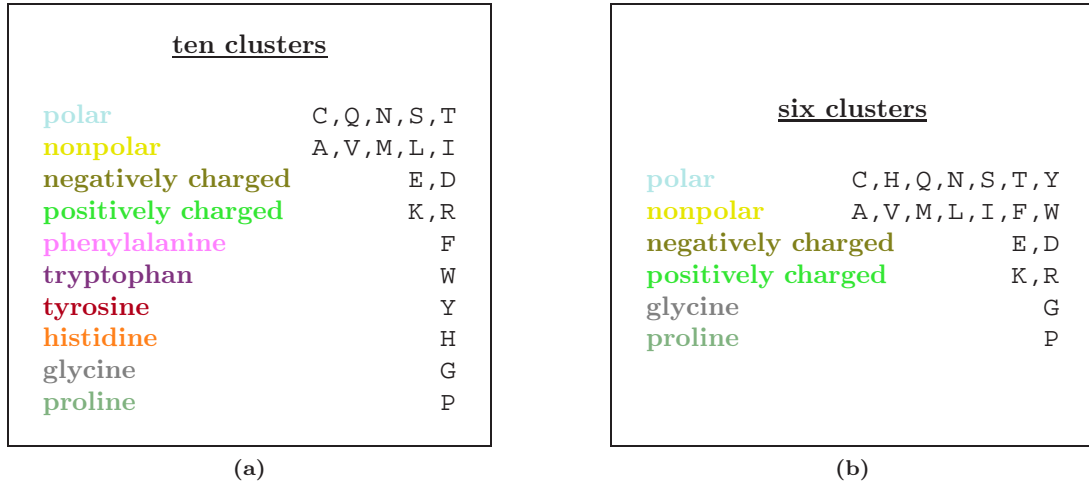 ten clusters
polar C,Q,N,S,T
nonpolar A,V,M,L,I
negatively charged E,D
positively charged K,R
phenylalanine F
tryptophan W
tyrosine Y
histidine H
glycine G
proline P
(a)
six clusters
polar C,H,Q,N,S,T,Y
nonpolar A,V,M,L,I,F,W
negatively charged E,D
positively charged K,R
glycine G
proline P
(b)